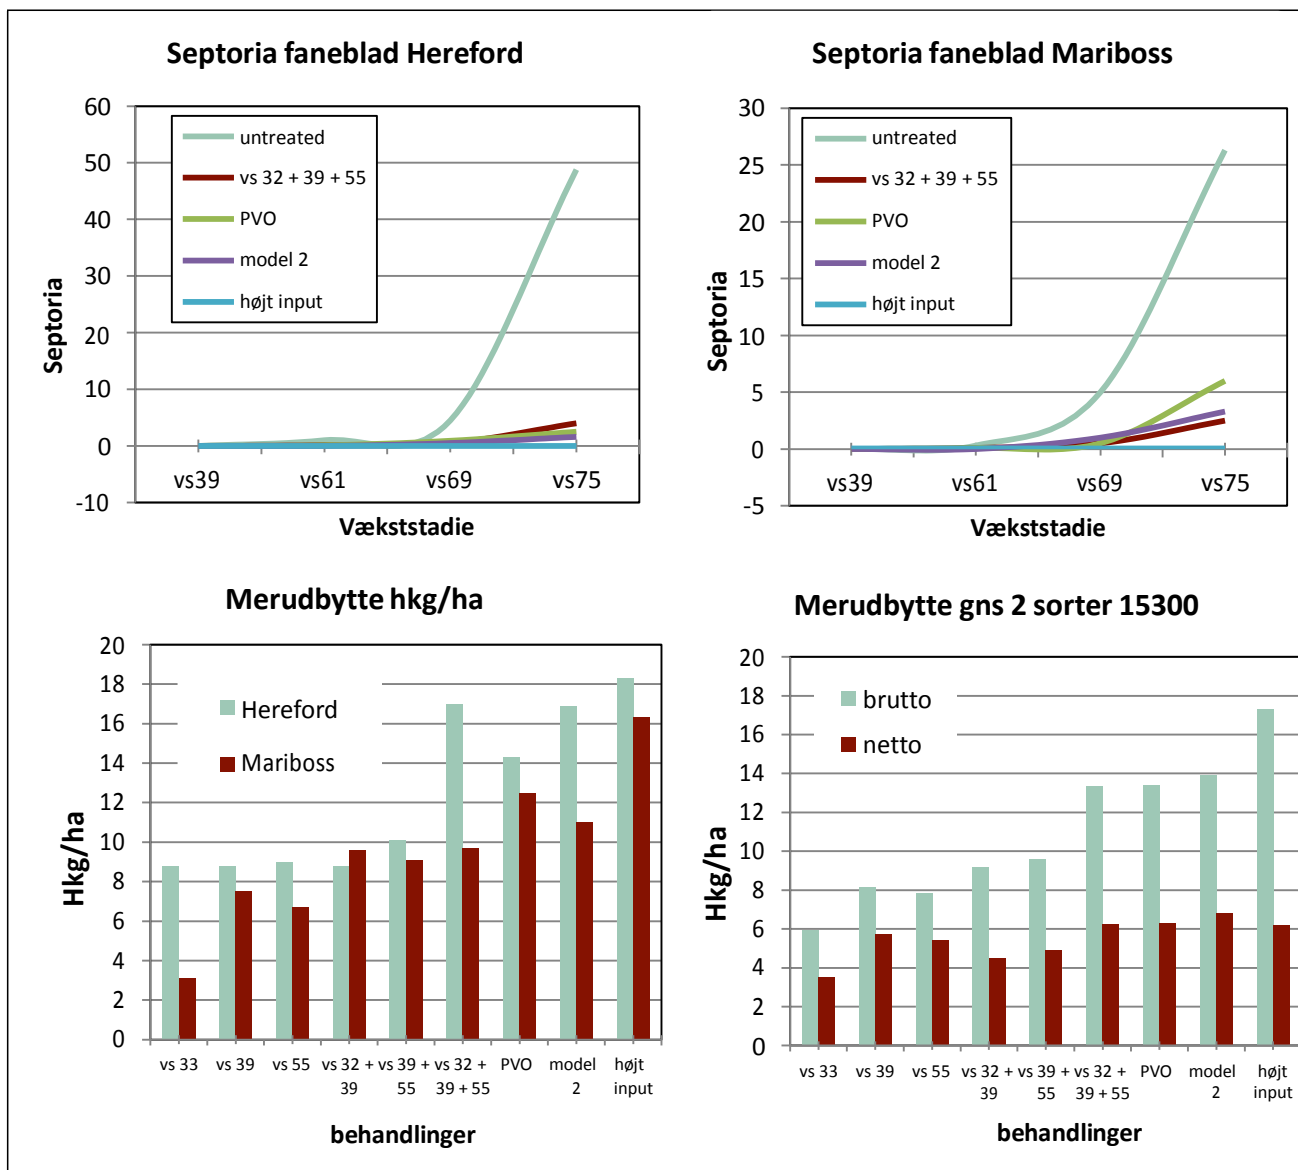 Septoria faneblad Hereford
60
50
40
30
20
10
0
-10
Septoria
untreated
vs 32 + 39 + 55
PVO
model 2
højt input
vs39
vs61
vs69
vs75
Vækststadie
Septoria faneblad Mariboss
30
25
20
15
10
5
0
-5
Septoria
untreated
vs 32 + 39 + 55
PVO
model 2
højt input
vs39
vs61
vs69
vs75
Vækststadie
Merudbytte hkg/ha
20
18
16
14
12
10
8
6
4
2
0
Hkg/ha
Hereford
Mariboss
vs 33
vs 39
vs 55
vs 32 +
39
vs 39 +
55
vs 32 +
39 + 55
PVO
model
2
højt
input
behandlinger
Merudbytte gns 2 sorter 15300
20
18
16
14
12
10
8
6
4
2
0
Hkg/ha
brutto
netto
vs 33
vs 39
vs 55
vs 32 +
39
vs 39 +
55
vs 32 +
39 + 55
PVO
model
2
højt
input
behandlinger